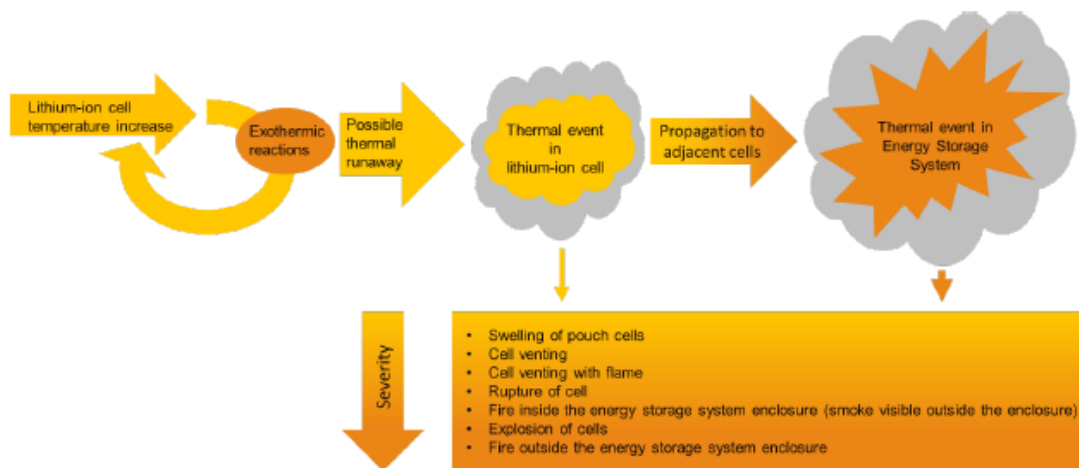 Lithium-ion cell
temperature increase
Exothermic
reactions
Possible
thermal
runaway
Thermal event
in
lithium-ion cell
Propagation to
adjacent cells
Thermal event in
Energy Storage
System
Severity
• Swelling of pouch cells
• Cell venting
• Cell venting with flame
• Rupture of cell
• Fire inside the energy storage system enclosure (smoke visible outside the enclosure)
• Explosion of cells
• Fire outside the energy storage system enclosure